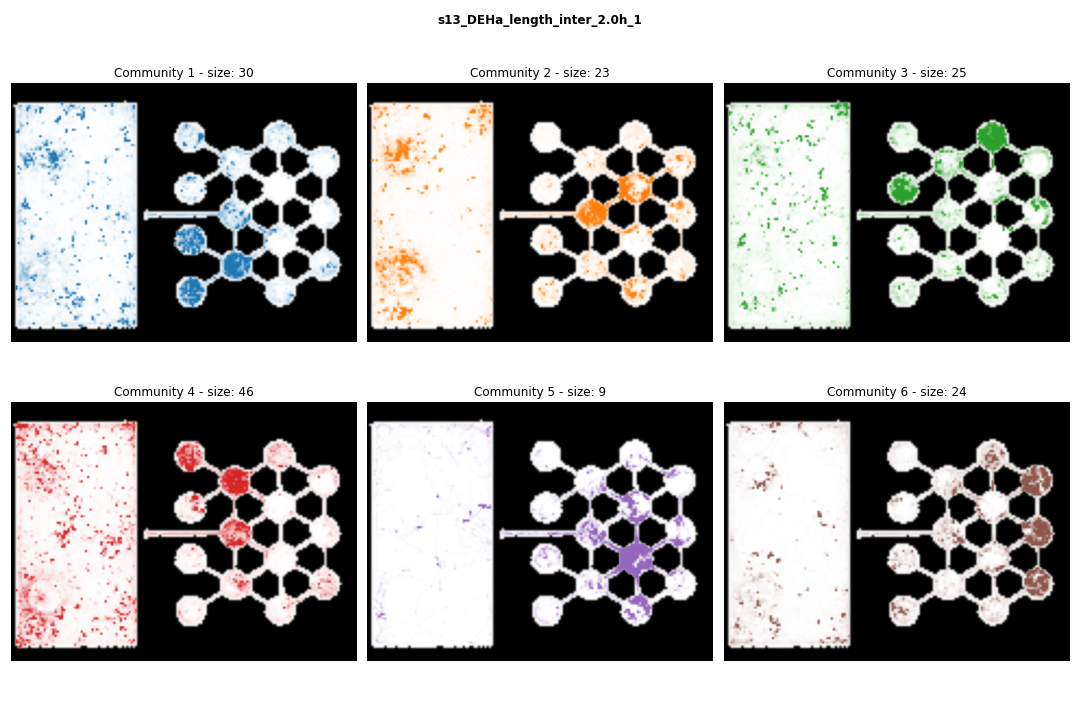 s13_DEHa_length_inter_2.0h_1
Community 1 - size: 30
Community 2 - size: 23
Community 3 - size: 25
Community 4 - size: 46
Community 5 - size: 9
Community 6 - size: 24